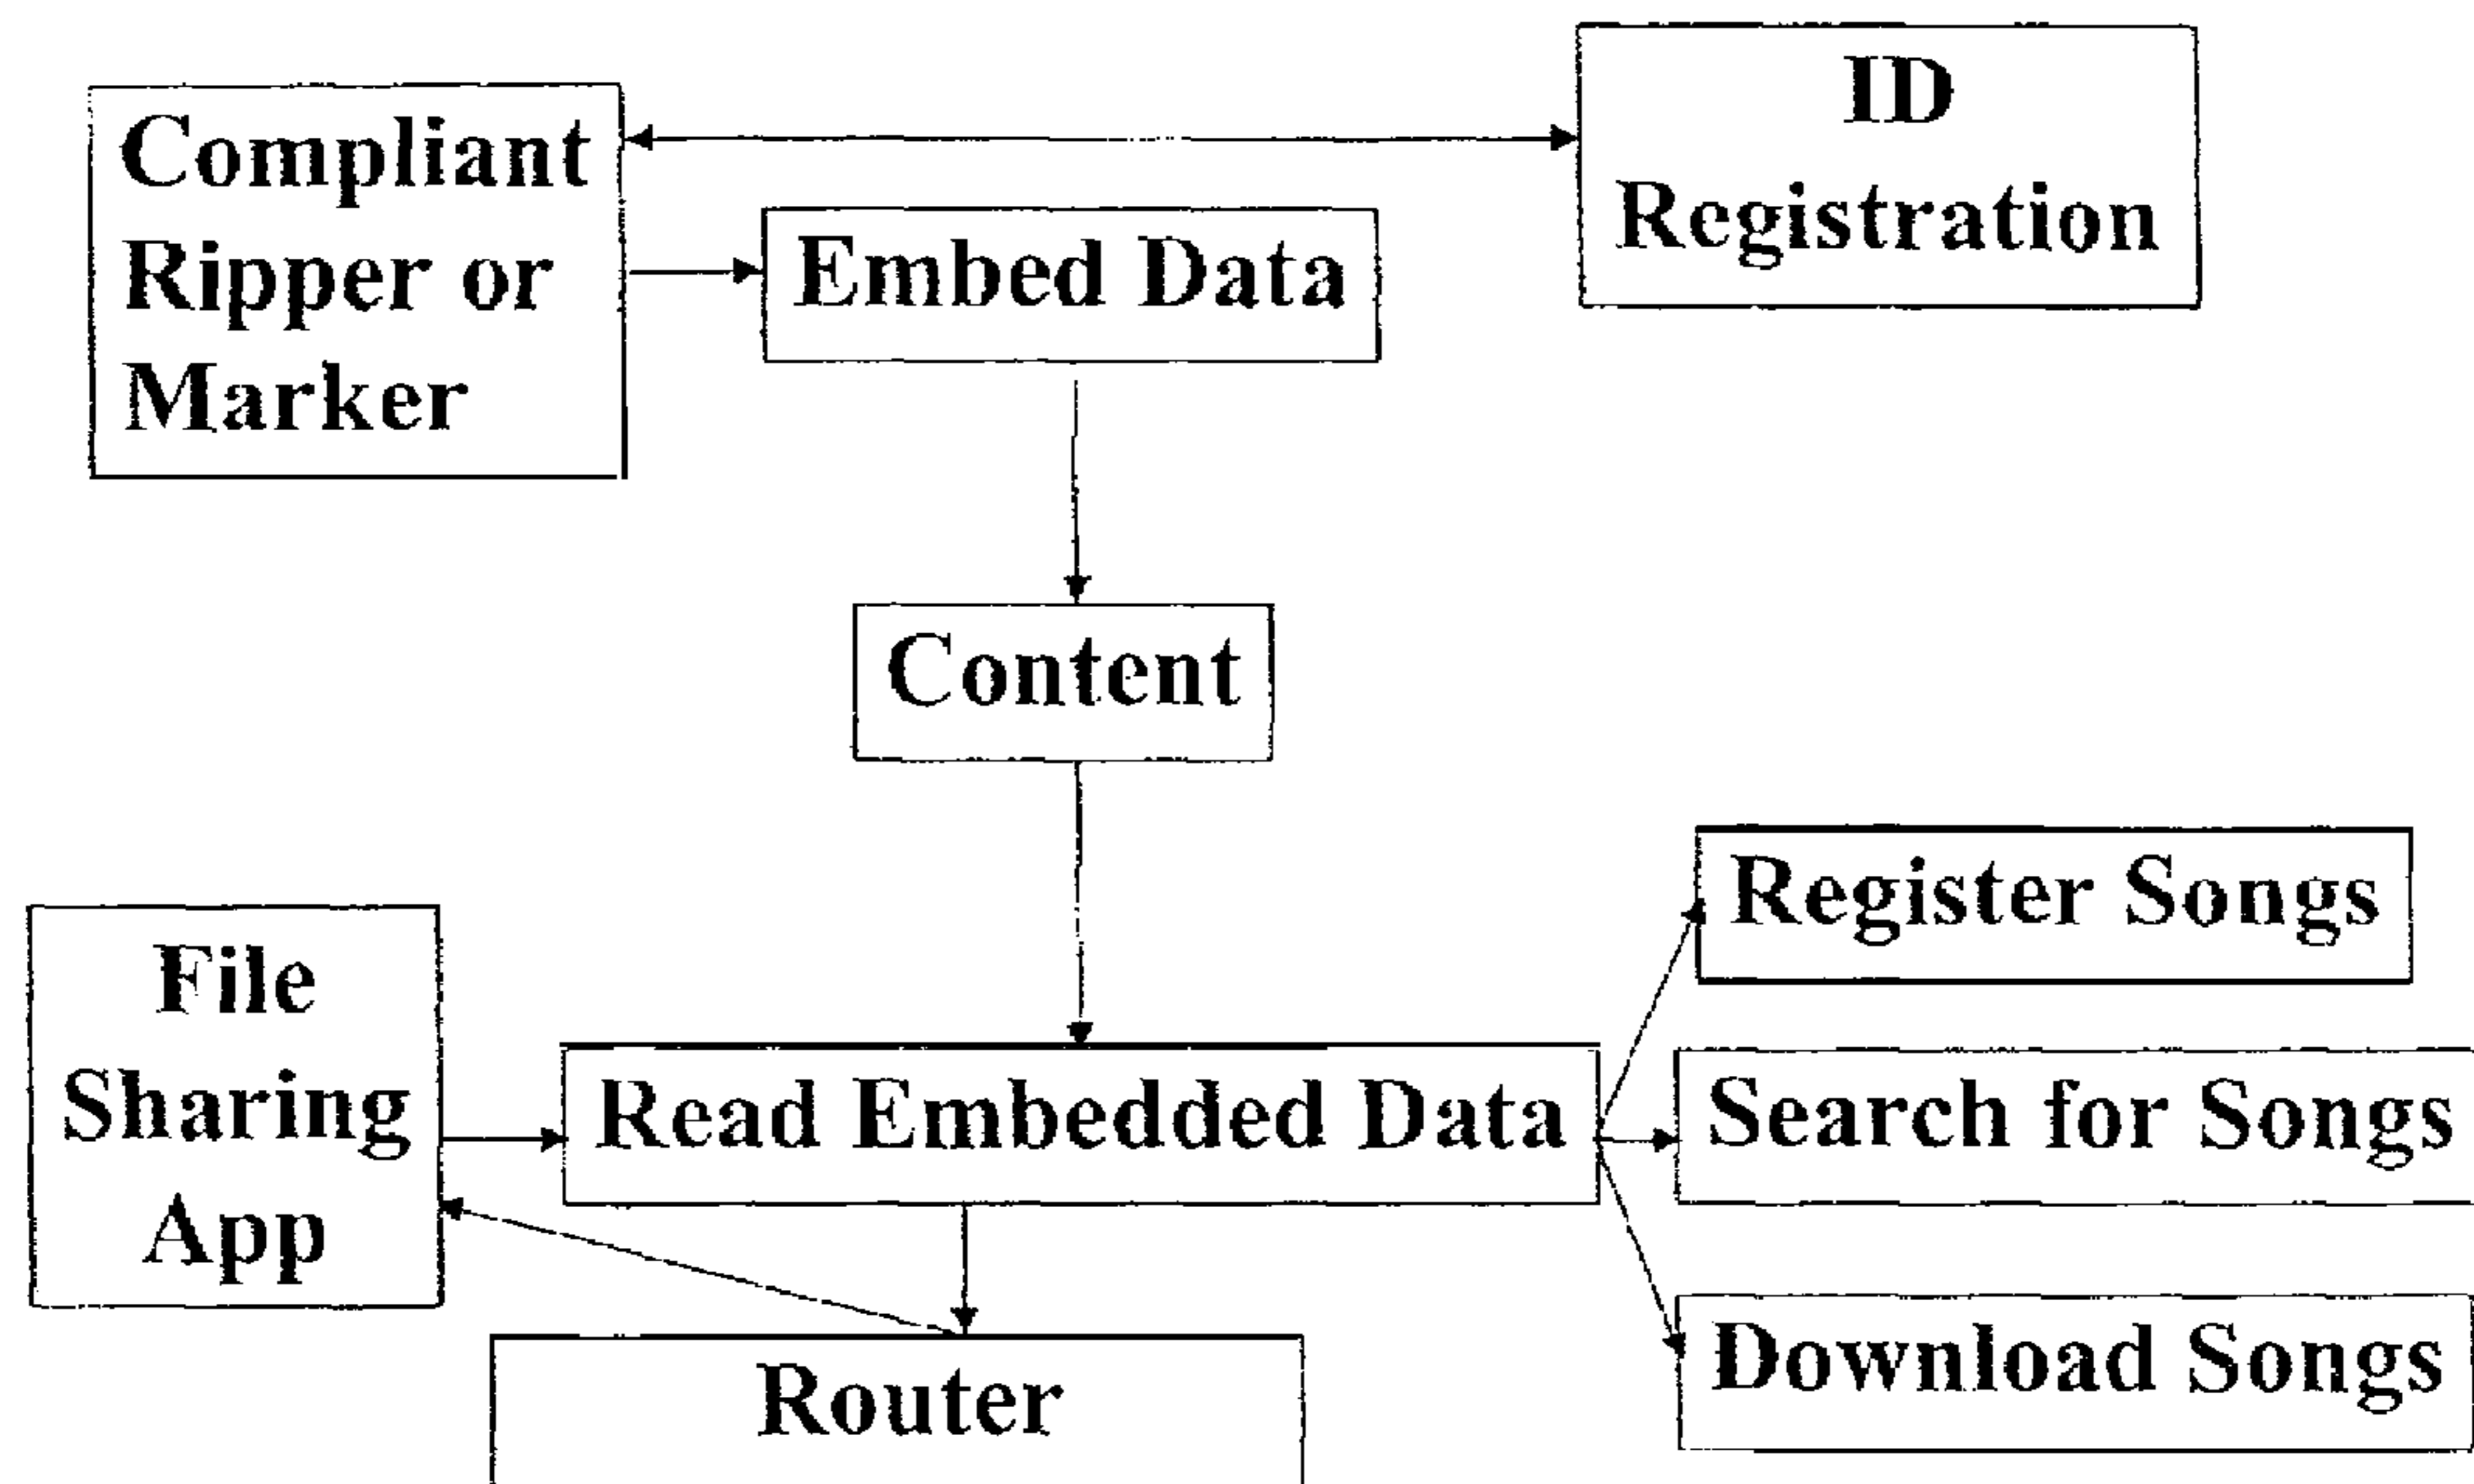 Compliant
Ripper or
Marker
ID
Registration
Embed Data
Content
File
Sharing
App
Read Embedded Data
Register Songs
Search for Songs
Download Songs
Router